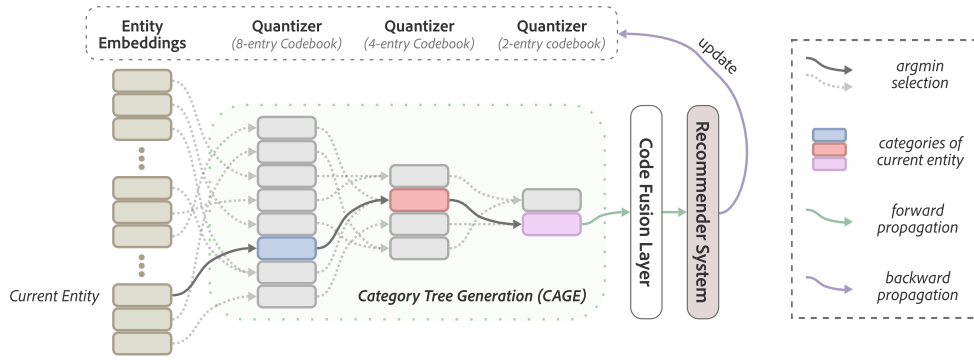 Entity
Embeddings
Quantizer
(8-entry Codebook)
Quantizer
(4-entry Codebook)
Quantizer
(2-entry codebook)
update
Current Entity
Category Tree Generation (CAGE)
Code Fusion Layer
Recommender System
argmin
selection
categories of
current entity
forward
propagation
backward
propagation